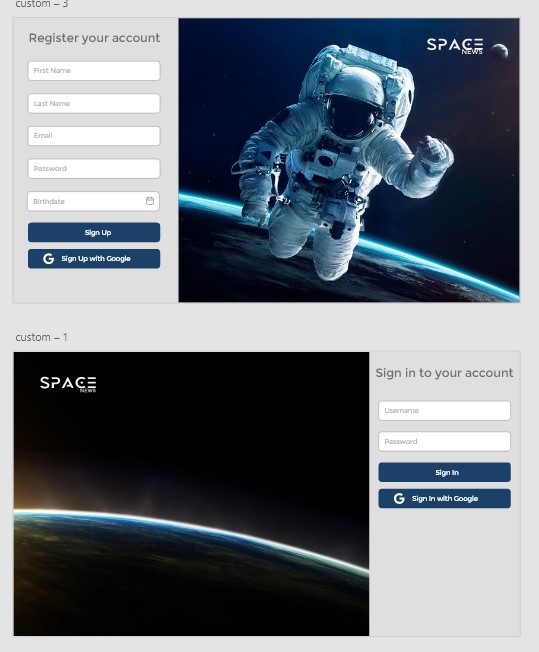 custom – 3
Register your account
First Name
Last Name
Email
Password
Birthdate
Sign Up
G Sign Up with Google
SPACE
NEWS
custom – 1
SPACE
NEWS
Sign in to your account
Username
Password
Sign In
G Sign In with Google